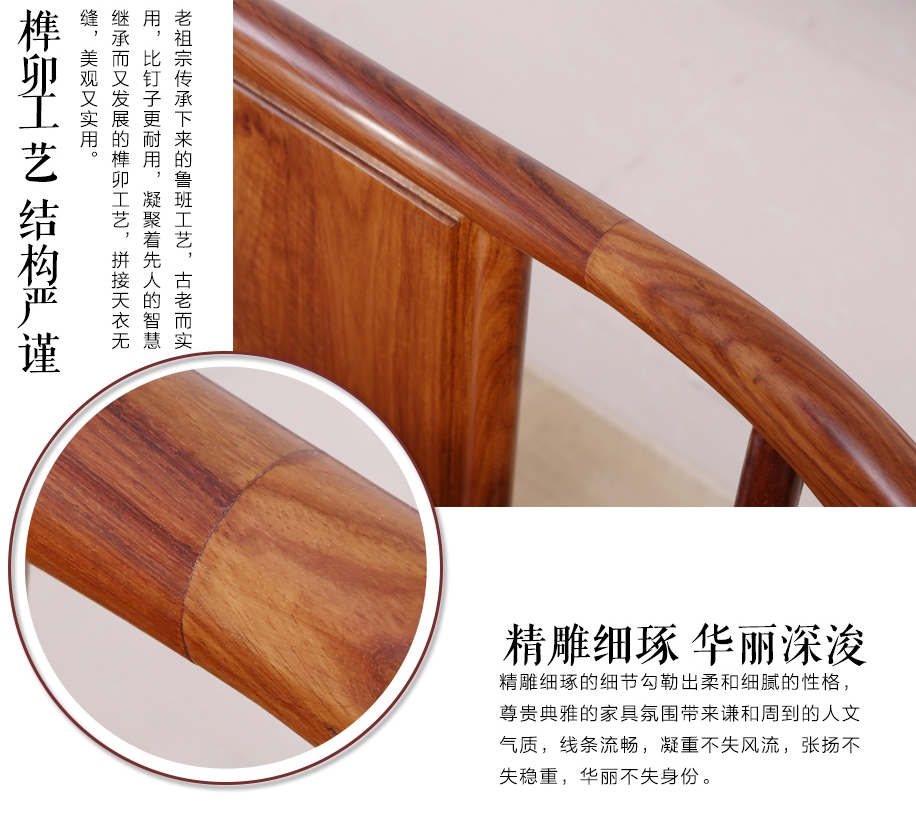 榫卯工艺 结构严谨
老祖宗传承下来的鲁班工艺，古老而实
用，比钉子更耐用，凝聚着先人的智慧
继承而又发展的榫卯工艺，拼接天衣无
缝，美观又实用。
精雕细琢 华丽深浚
精雕细琢的细节勾勒出柔和细腻的性格，
尊贵典雅的家具氛围带来谦和周到的人文
气质，线条流畅，凝重不失风流，张扬不
失稳重，华丽不失身份。